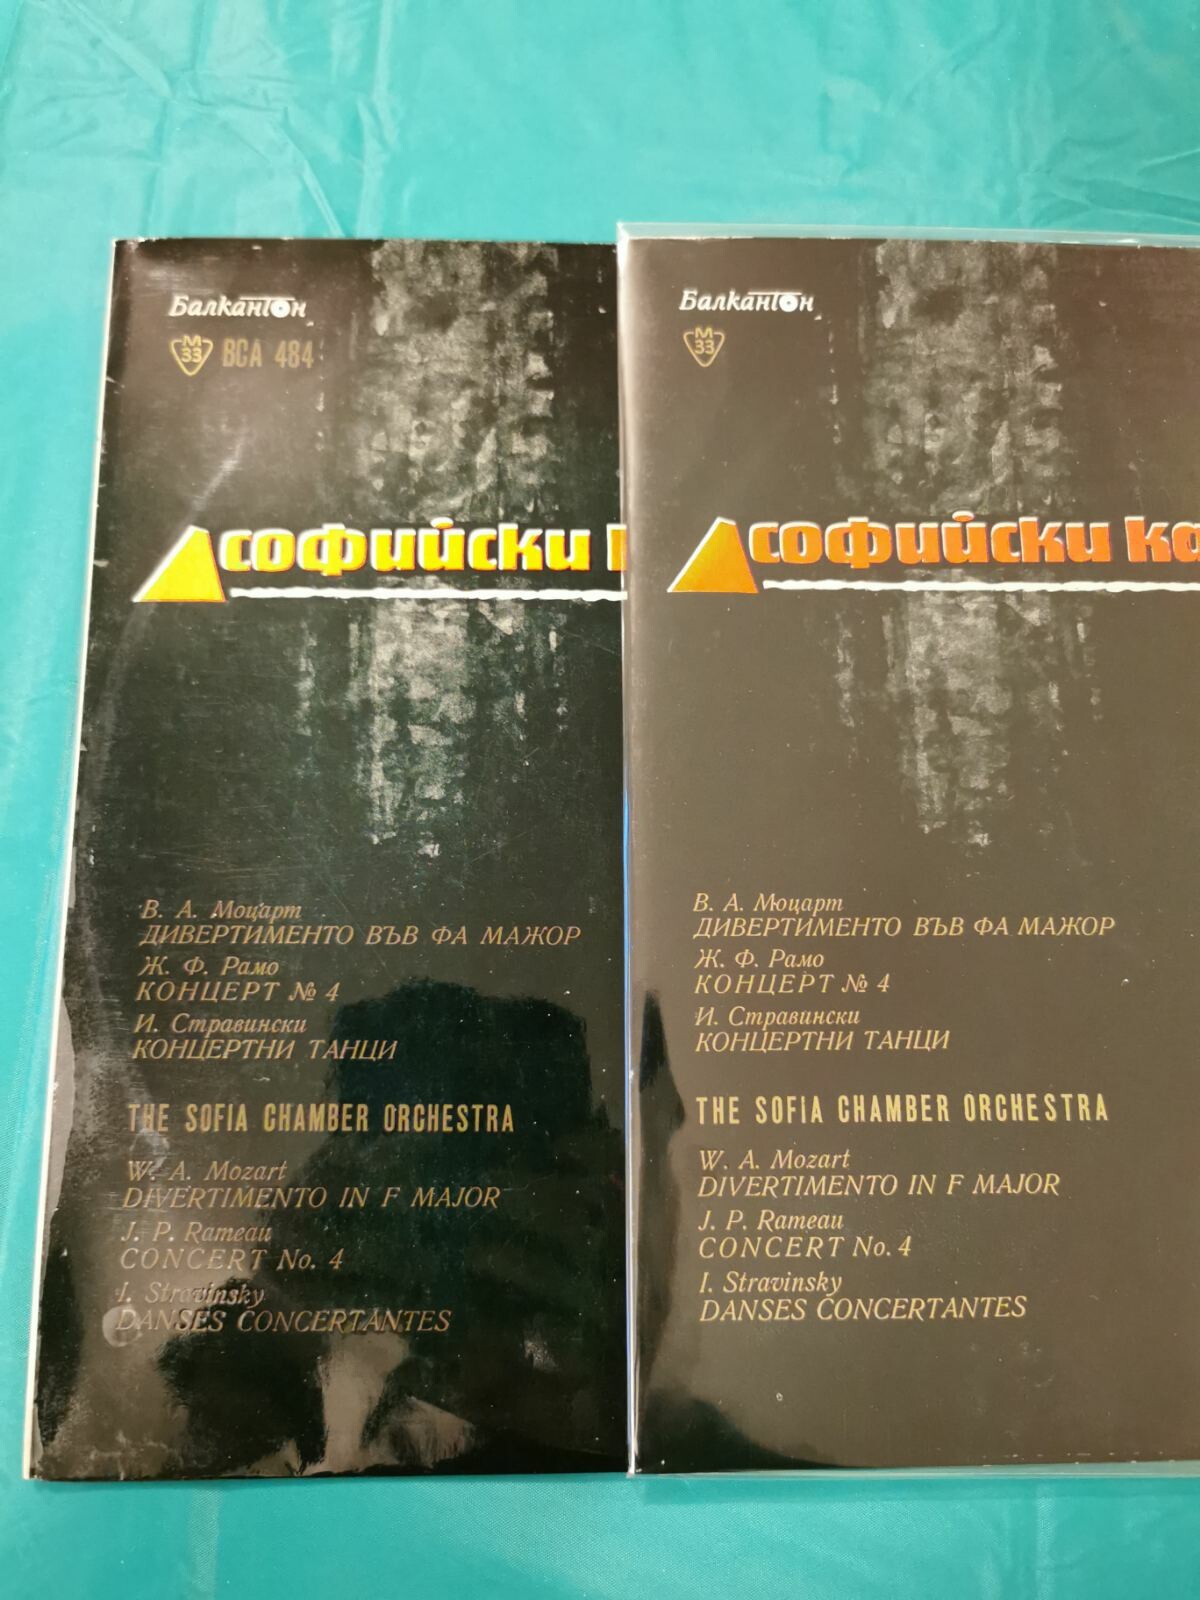 Балкантон
М 33 ВСА 484
софийски
В. А. Моцарт
ДИВЕРТИМЕНТО ВЪВ ФА МАЖОР
Ж. Ф. Рамо
КОНЦЕРТ № 4
И. Стравински
КОНЦЕРТНИ ТАНЦИ
THE SOFIA CHAMBER ORCHESTRA
W. A. Mozart
DIVERTIMENTO IN F MAJOR
J. P. Rameau
CONCERT No. 4
I. Stravinsky
DANSES CONCERTANTES
Балкантон
М 33
софийски ка
В. А. Моцарт
ДИВЕРТИМЕНТО ВЪВ ФА МАЖОР
Ж. Ф. Рамо
КОНЦЕРТ № 4
И. Стравински
КОНЦЕРТНИ ТАНЦИ
THE SOFIA CHAMBER ORCHESTRA
W. A. Mozart
DIVERTIMENTO IN F MAJOR
J. P. Rameau
CONCERT No. 4
I. Stravinsky
DANSES CONCERTANTES